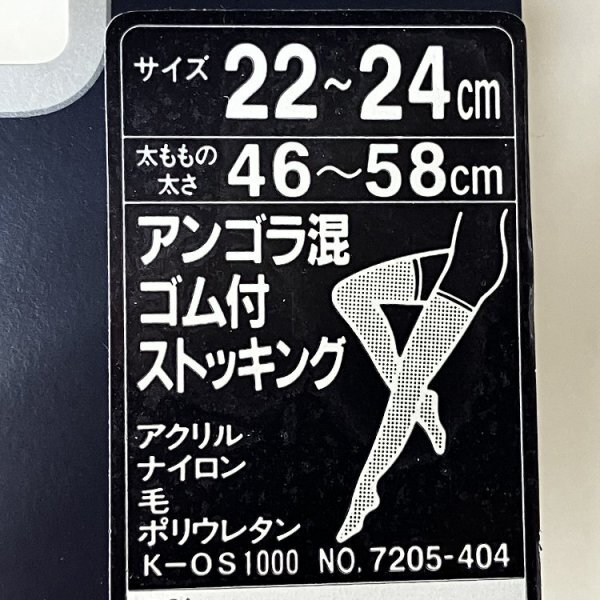 サイズ 22~24cm
太ももの太さ 46~58cm
アンゴラ混
ゴム付
ストッキング
アクリル
ナイロン
毛
ポリウレタン
K-OS1000 NO. 7205-404